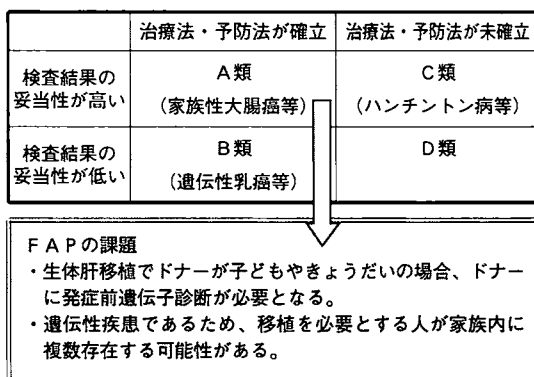 治療法・予防法が確立 治療法・予防法が未確立
検査結果の
妥当性が高い
A類
(家族性大腸癌等)
C類
(ハンチントン病等)
検査結果の
妥当性が低い
B類
(遺伝性乳癌等)
D類
FAPの課題
・生体肝移植でドナーが子どもやきょうだいの場合、ドナー
に発症前遺伝子診断が必要となる。
・遺伝性疾患であるため、移植を必要とする人が家族内に
複数存在する可能性がある。